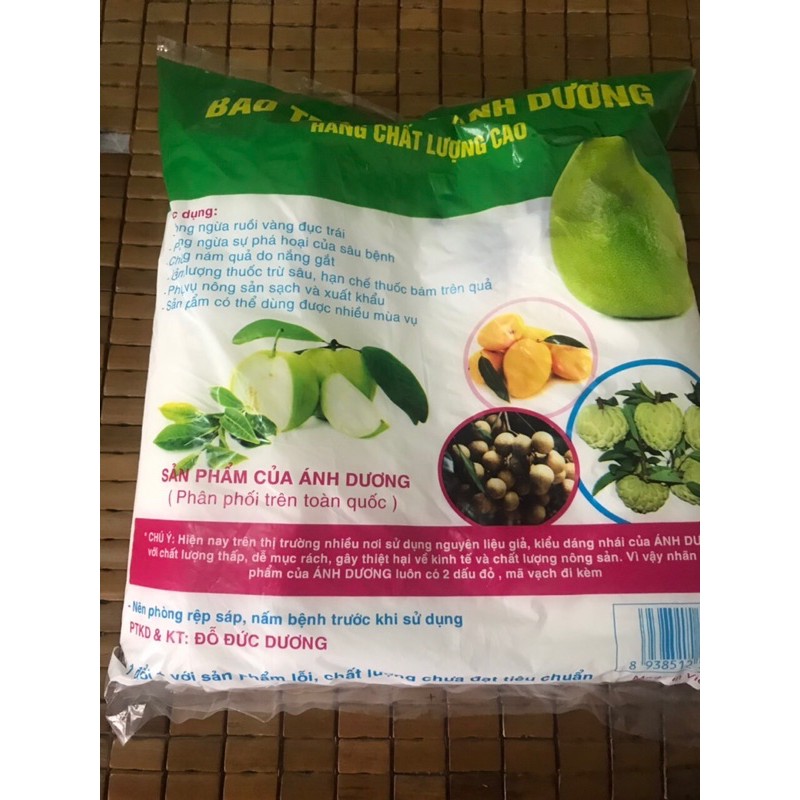 BAO ÁNH DƯƠNG
HÀNG CHẤT LƯỢNG CAO
dụng:
ngừa ruồi vàng đục trái
ngừa sự phá hoại của sâu bệnh
nám quả do nắng gắt
lượng thuốc trừ sâu, hạn chế thuốc bám trên quả
vụ nông sản sạch và xuất khẩu
- Sản phẩm có thể dùng được nhiều mùa vụ
SẢN PHẨM CỦA ÁNH DƯƠNG
( Phân phối trên toàn quốc )
* CHÚ Ý: Hiện nay trên thị trường nhiều nơi sử dụng nguyên liệu giả, kiểu dáng nhái của ÁNH
với chất lượng thấp, dễ mục rách, gây thiệt hại về kinh tế và chất lượng nông sản. Vì vậy nhãn
phẩm của ÁNH DƯƠNG luôn có 2 dấu đỏ , mã vạch đi kèm
- Nên phòng rệp sáp, nấm bệnh trước khi sử dụng
PTKD & KT: ĐỖ ĐỨC DƯƠNG
8 938512
với sản phẩm lỗi, chất lượng chưa đạt tiêu chuẩn